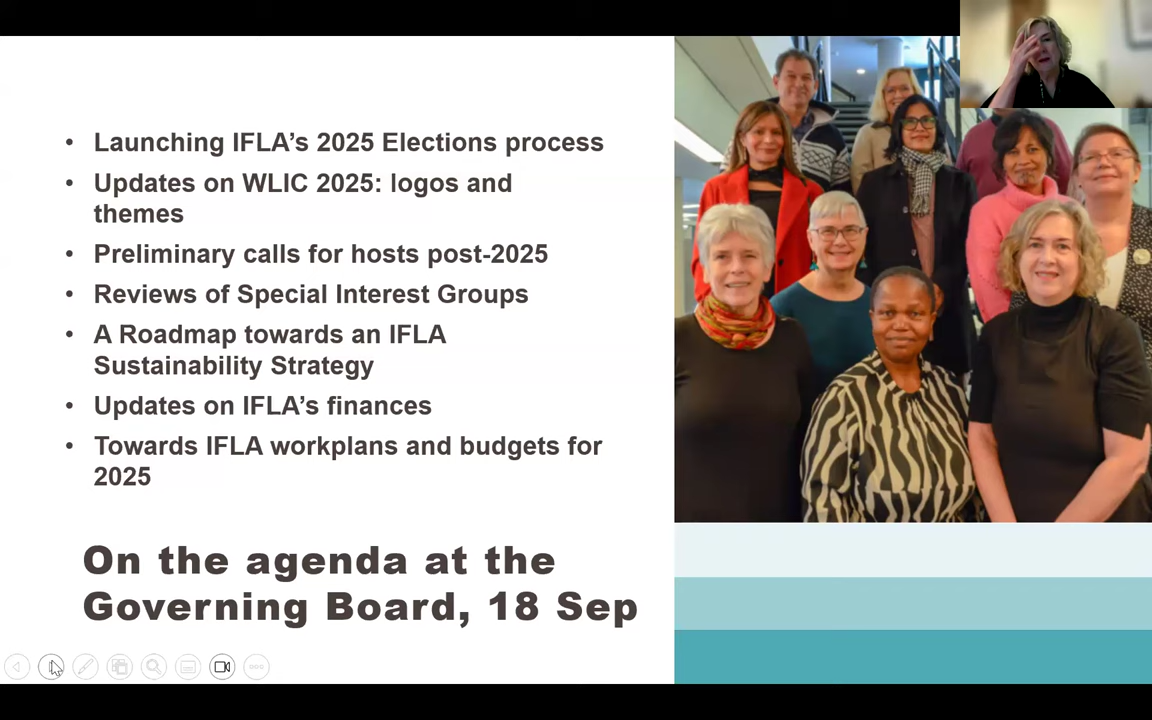 • Launching IFLA’s 2025 Elections process
• Updates on WLIC 2025: logos and
themes
• Preliminary calls for hosts post-2025
• Reviews of Special Interest Groups
• A Roadmap towards an IFLA
Sustainability Strategy
• Updates on IFLA’s finances
• Towards IFLA workplans and budgets for
2025
On the agenda at the
Governing Board, 18 Sep